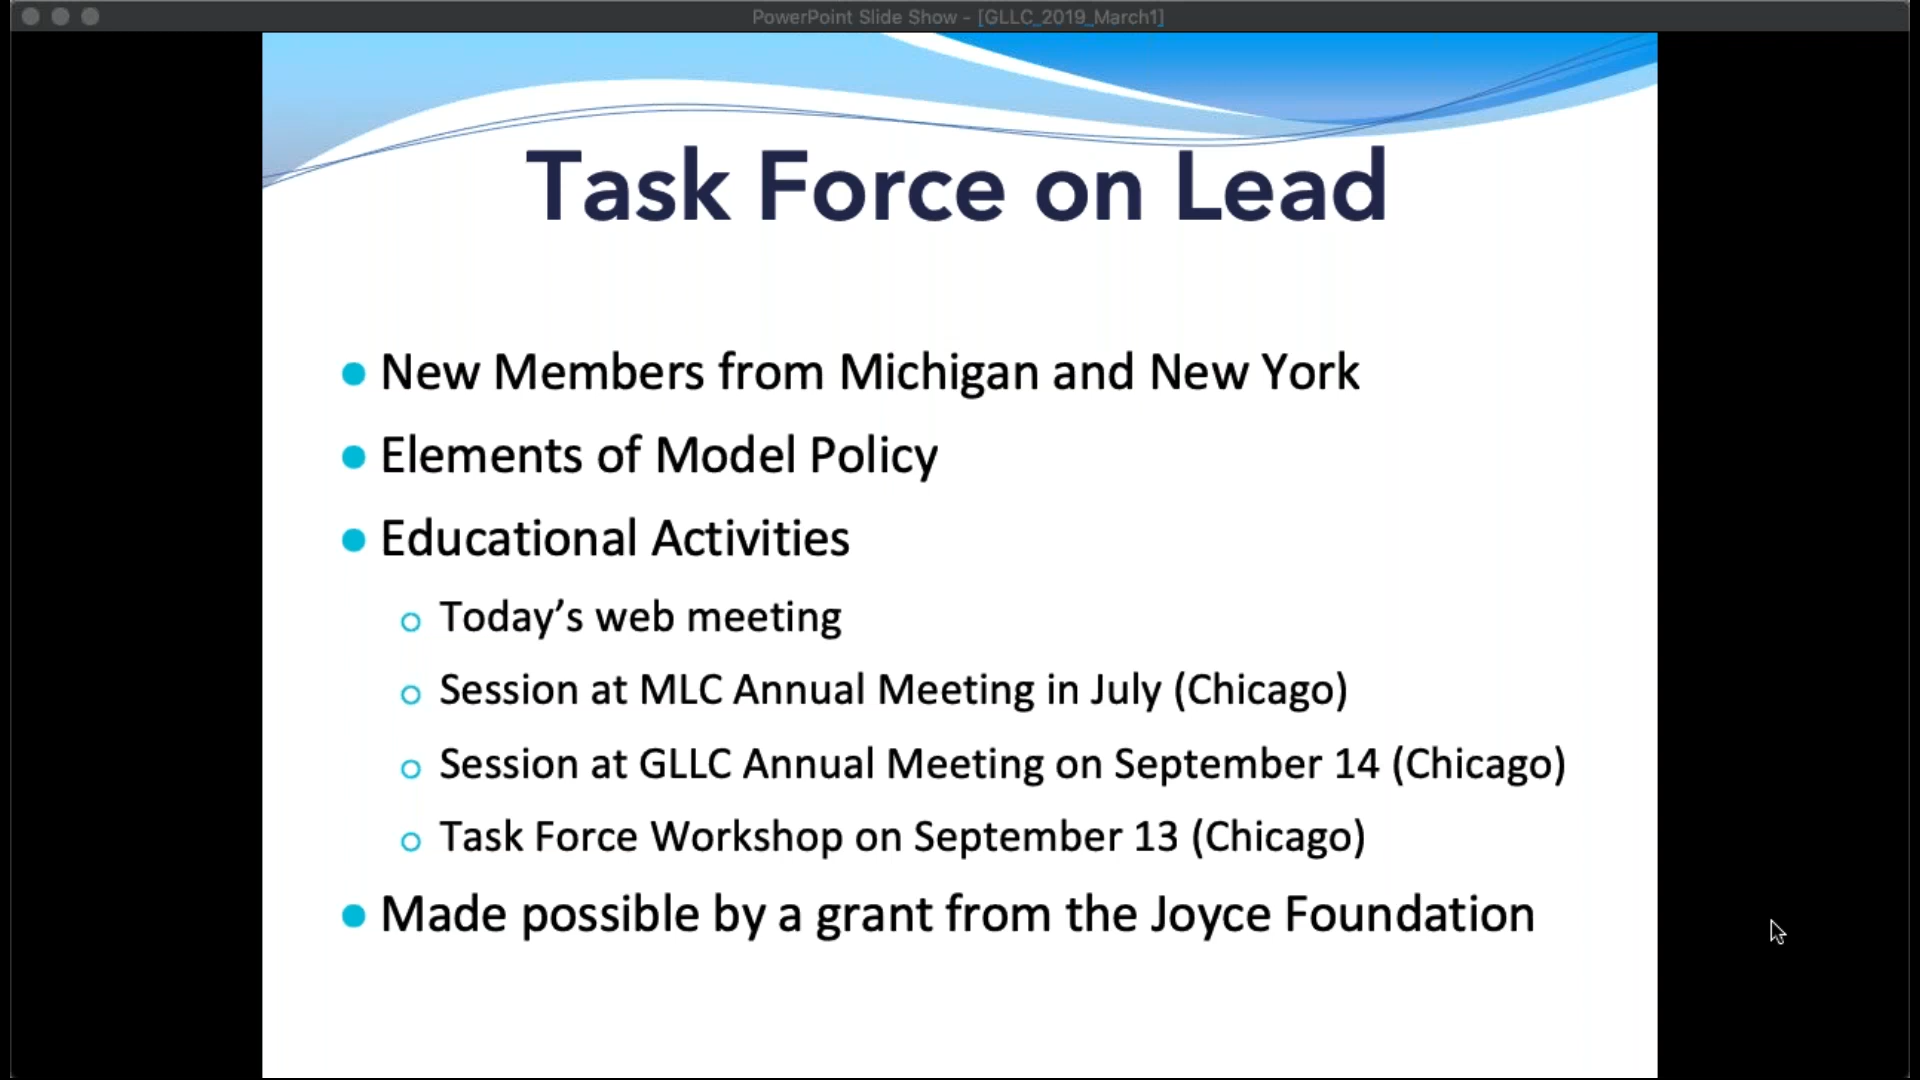 PowerPoint Slide Show - [GLLC_2019_March1]
Task Force on Lead
New Members from Michigan and New York
Elements of Model Policy
Educational Activities
Today’s web meeting
Session at MLC Annual Meeting in July (Chicago)
Session at GLLC Annual Meeting on September 14 (Chicago)
Task Force Workshop on September 13 (Chicago)
Made possible by a grant from the Joyce Foundation